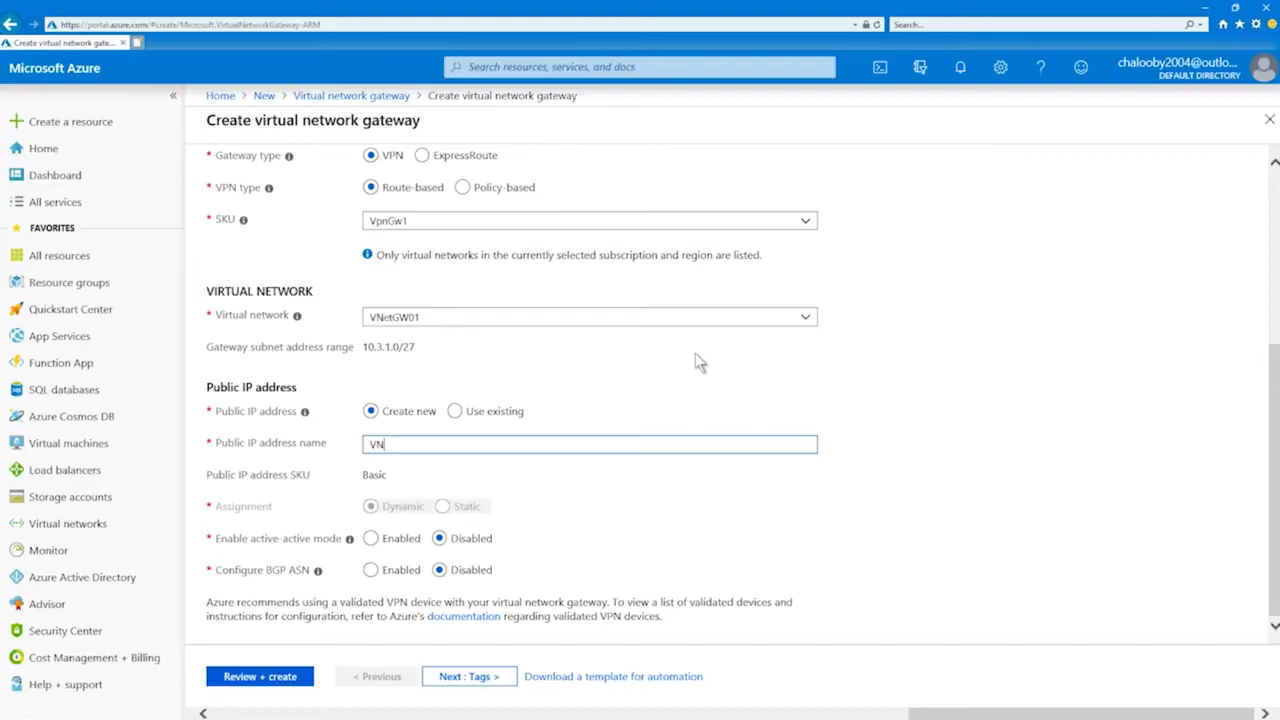 https://portal.azure.com/#create/Microsoft.VirtualNetworkGateway-ARM
Search...
Create virtual network gate...
Microsoft Azure
Search resources, services, and docs
chalooby2004@outlo...
DEFAULT DIRECTORY
Home > New > Virtual network gateway > Create virtual network gateway
Create virtual network gateway
Create a resource
Home
Dashboard
All services
FAVORITES
All resources
Resource groups
Quickstart Center
App Services
Function App
SQL databases
Azure Cosmos DB
Virtual machines
Load balancers
Storage accounts
Virtual networks
Monitor
Azure Active Directory
Advisor
Security Center
Cost Management + Billing
Help + support
* Gateway type VPN ExpressRoute
* VPN type Route-based Policy-based
* SKU VpnGw1
Only virtual networks in the currently selected subscription and region are listed.
VIRTUAL NETWORK
* Virtual network VNetGW01
Gateway subnet address range 10.3.1.0/27
Public IP address
* Public IP address Create new Use existing
* Public IP address name VN
Public IP address SKU Basic
* Assignment Dynamic Static
* Enable active-active mode Enabled Disabled
* Configure BGP ASN Enabled Disabled
Azure recommends using a validated VPN device with your virtual network gateway. To view a list of validated devices and
instructions for configuration, refer to Azure's documentation regarding validated VPN devices.
Review + create
< Previous
Next : Tags >
Download a template for automation